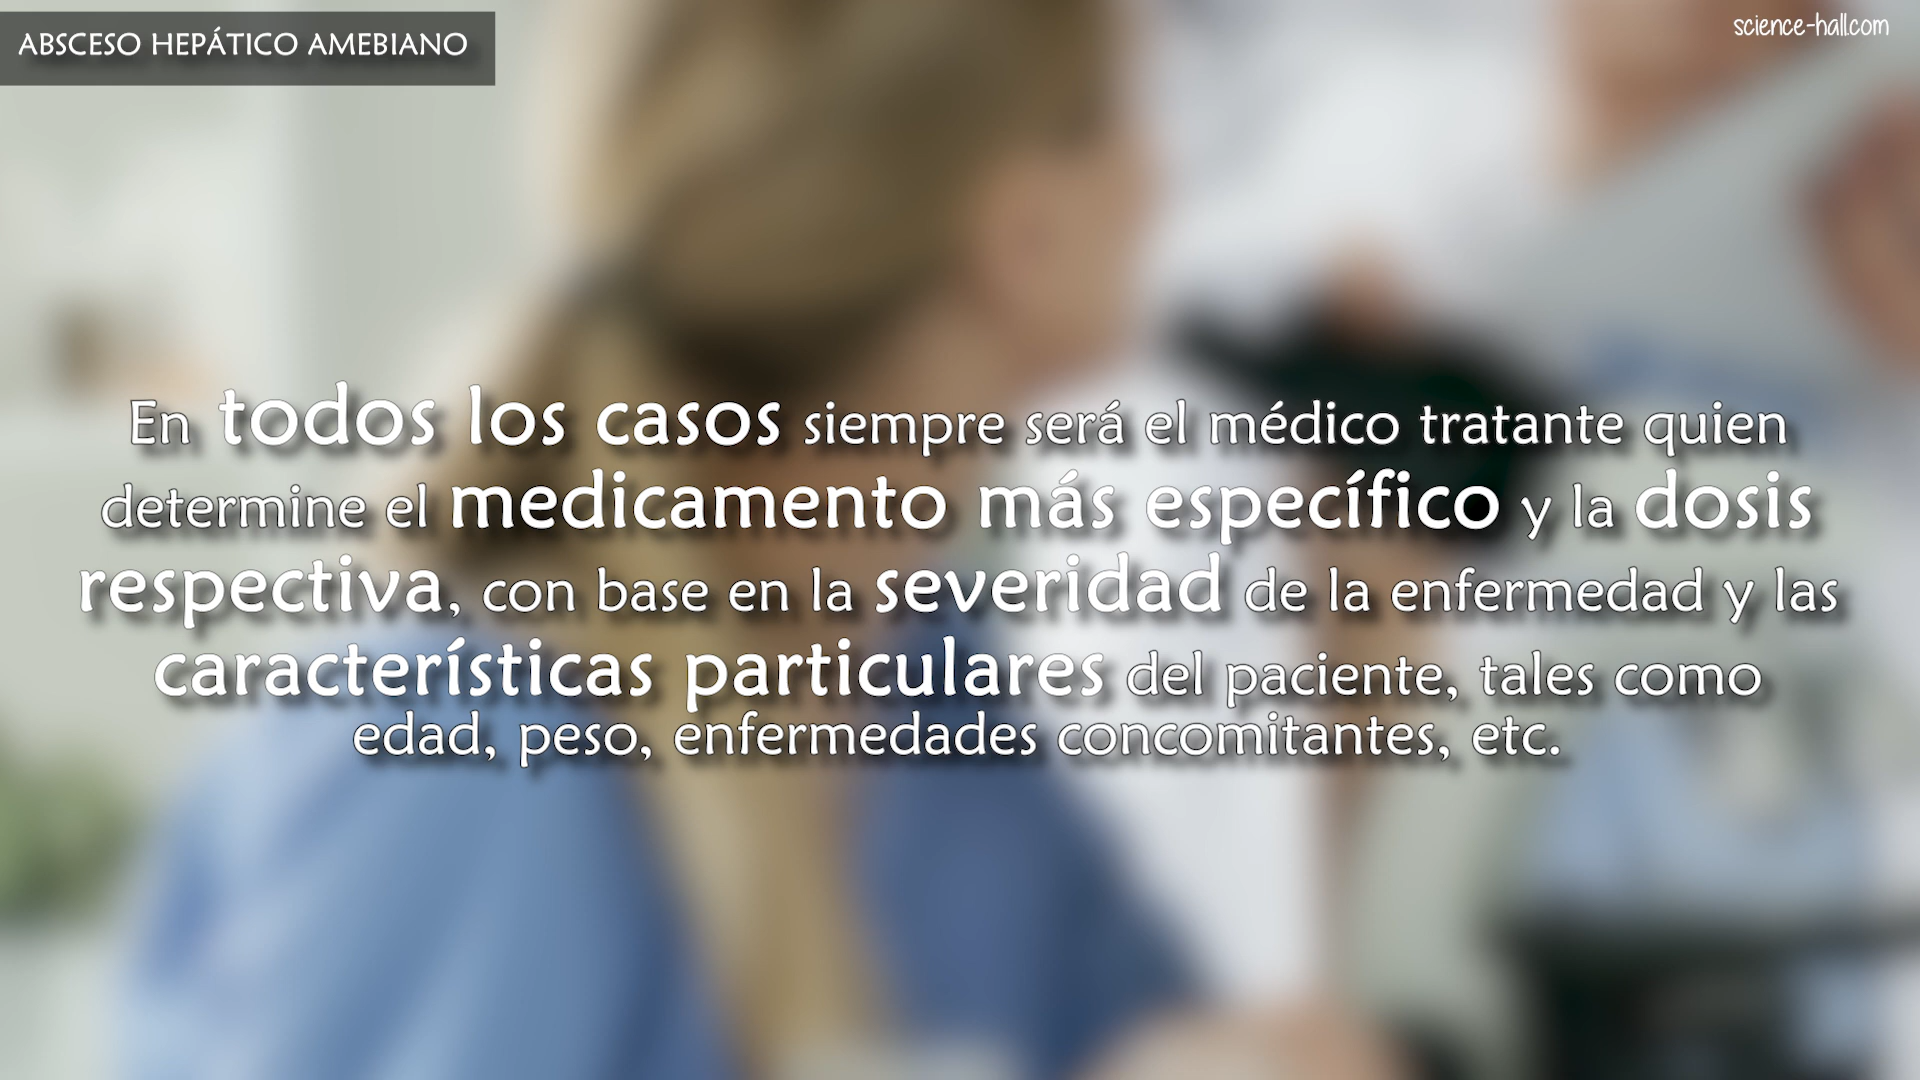 ABSCESO HEPÁTICO AMEBIANO
science-hall.com
En todos los casos siempre será el médico tratante quien
determine el medicamento más específico y la dosis
respectiva, con base en la severidad de la enfermedad y las
características particulares del paciente, tales como
edad, peso, enfermedades concomitantes, etc.